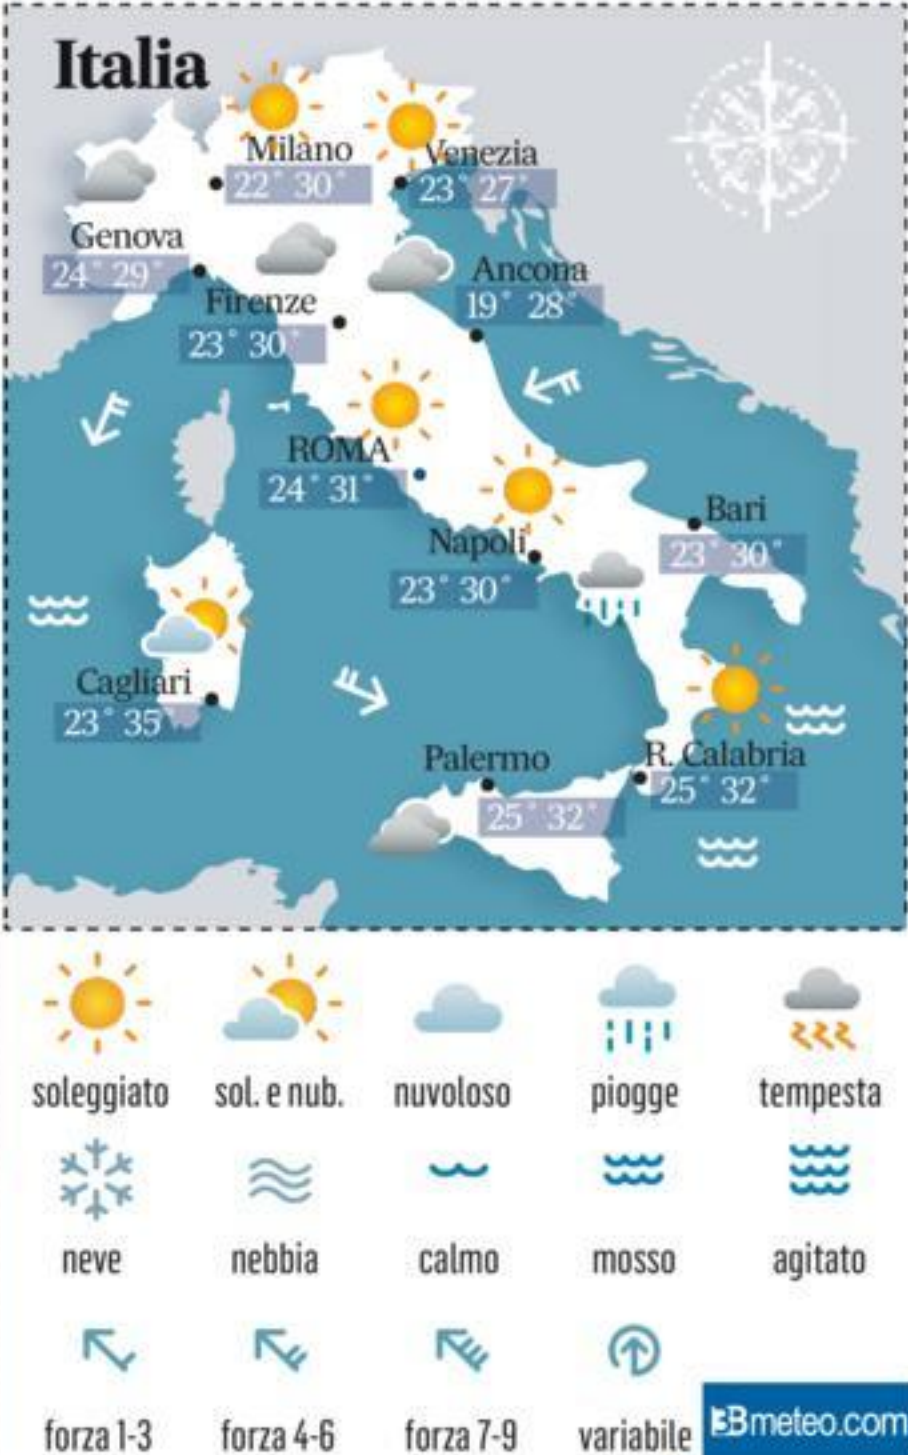 Italia
Milano
22° 30°
Venezia
23° 27°
Genova
24° 29°
Ancona
19° 28°
Firenze
23° 30°
ROMA
24° 31°
Bari
23° 30°
Napoli
23° 30°
Cagliari
23° 35°
Palermo
25° 32°
R. Calabria
25° 32°
soleggiato sol. e nub. nuvoloso piogge tempesta
neve nebbia calmo mosso agitato
forza 1-3 forza 4-6 forza 7-9 variabile
3Bmeteo.com